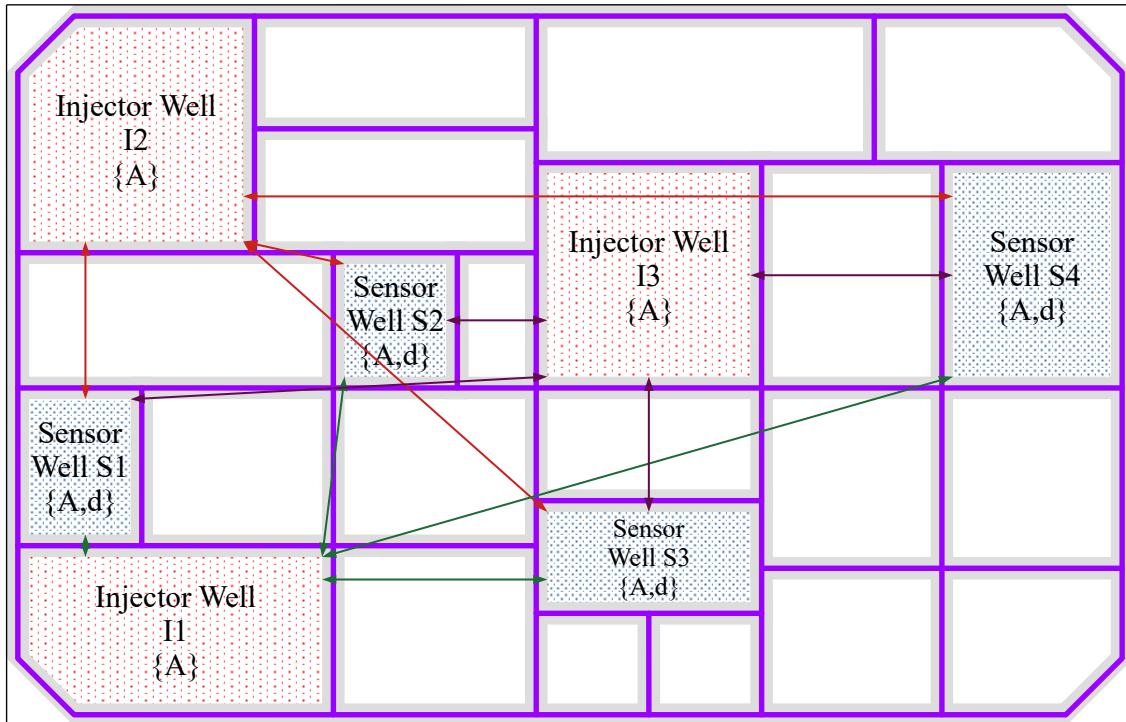 Injector Well
I2
{A}
Injector Well
I3
{A}
Sensor
Well S4
{A,d}
Sensor
Well S2
{A,d}
Sensor
Well S1
{A,d}
Sensor
Well S3
{A,d}
Injector Well
I1
{A}